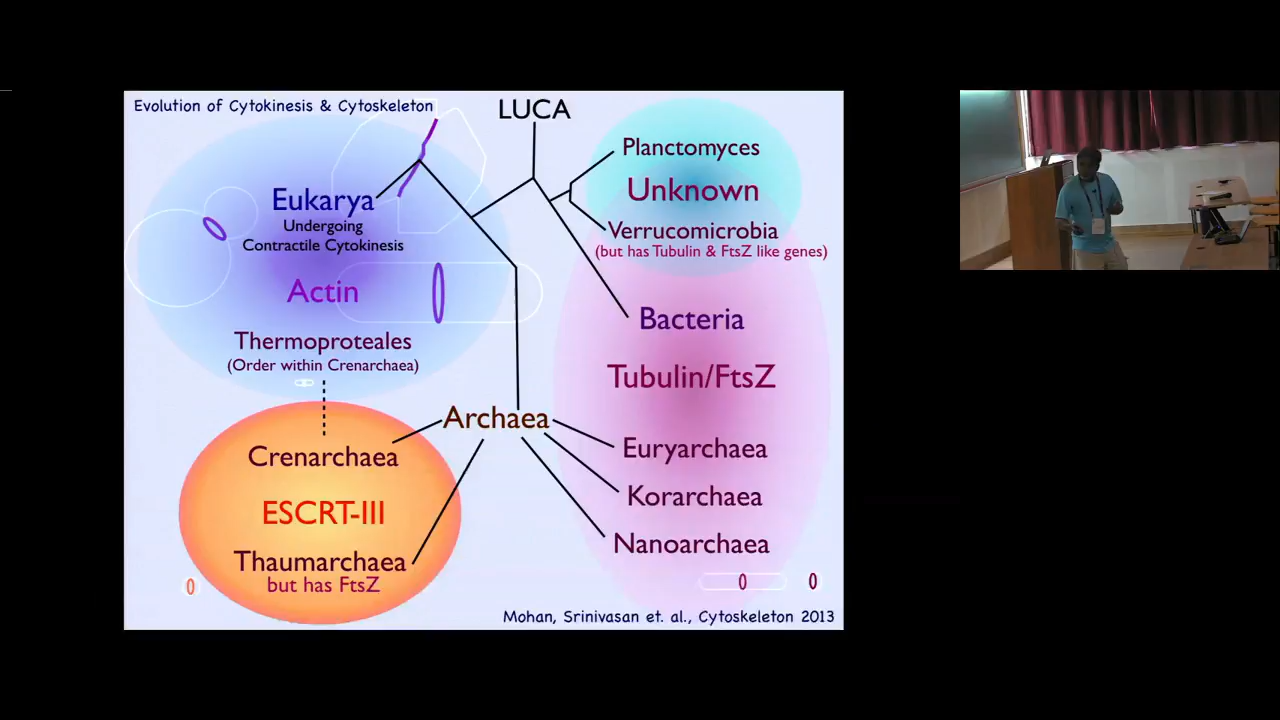 Evolution of Cytokinesis & Cytoskeleton
LUCA
Planctomyces
Unknown
Verrucomicrobia
(but has Tubulin & FtsZ like genes)
Eukarya
Undergoing
Contractile Cytokinesis
Actin
Thermoproteales
(Order within Crenarchaea)
Bacteria
Tubulin/FtsZ
Archaea
Crenarchaea
ESCRT-III
Thaumarchaea
but has FtsZ
Euryarchaea
Korarchaea
Nanoarchaea
Mohan, Srinivasan et. al., Cytoskeleton 2013